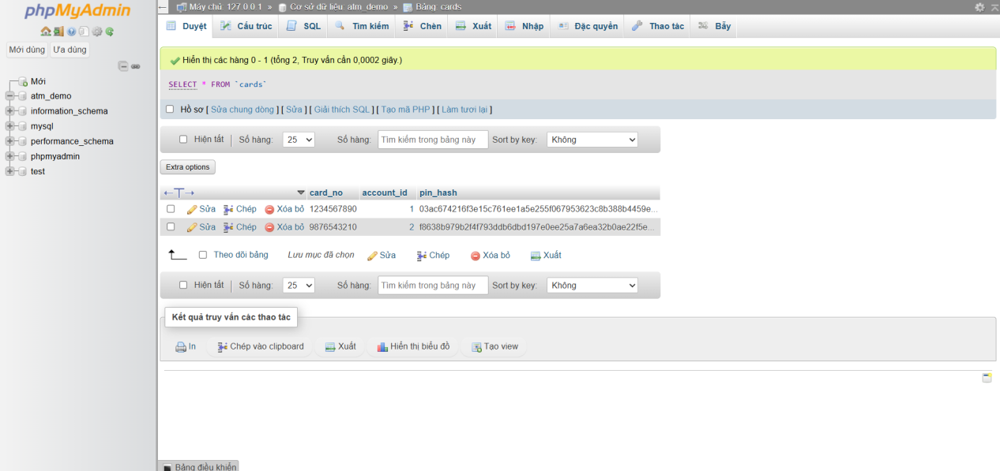 phpMyAdmin
Mới dùng Ưa dùng
Mới
atm_demo
information_schema
mysql
performance_schema
phpmyadmin
test
Máy chủ: 127.0.0.1 » Cơ sở dữ liệu: atm_demo » Bảng: cards
Duyệt Cấu trúc SQL Tìm kiếm Chèn Xuất Nhập Đặc quyền Thao tác Bẫy
Hiển thị các hàng 0 - 1 (tổng 2, Truy vấn cần 0,0002 giây.)
SELECT * FROM `cards`
Hồ sơ [ Sửa chung dòng ] [ Sửa ] [ Giải thích SQL ] [ Tạo mã PHP ] [ Làm tươi lại ]
Hiện tất Số hàng: 25 Số hàng: Tìm kiếm trong bảng này Sort by key: Không
Extra options
←T→ card_no account_id pin_hash
Sửa Chép Xóa bỏ 1234567890 1 03ac674216f3e15c761ee1a5e255f067953623c8b388b4459e...
Sửa Chép Xóa bỏ 9876543210 2 f8638b979b2f4f793ddb6dbd197e0ee25a7a6ea32b0ae22f5e...
Theo dõi bảng Lưu mục đã chọn Sửa Chép Xóa bỏ Xuất
Hiện tất Số hàng: 25 Số hàng: Tìm kiếm trong bảng này Sort by key: Không
Kết quả truy vấn các thao tác
In Chép vào clipboard Xuất Hiển thị biểu đồ Tạo view
Bảng điều khiển